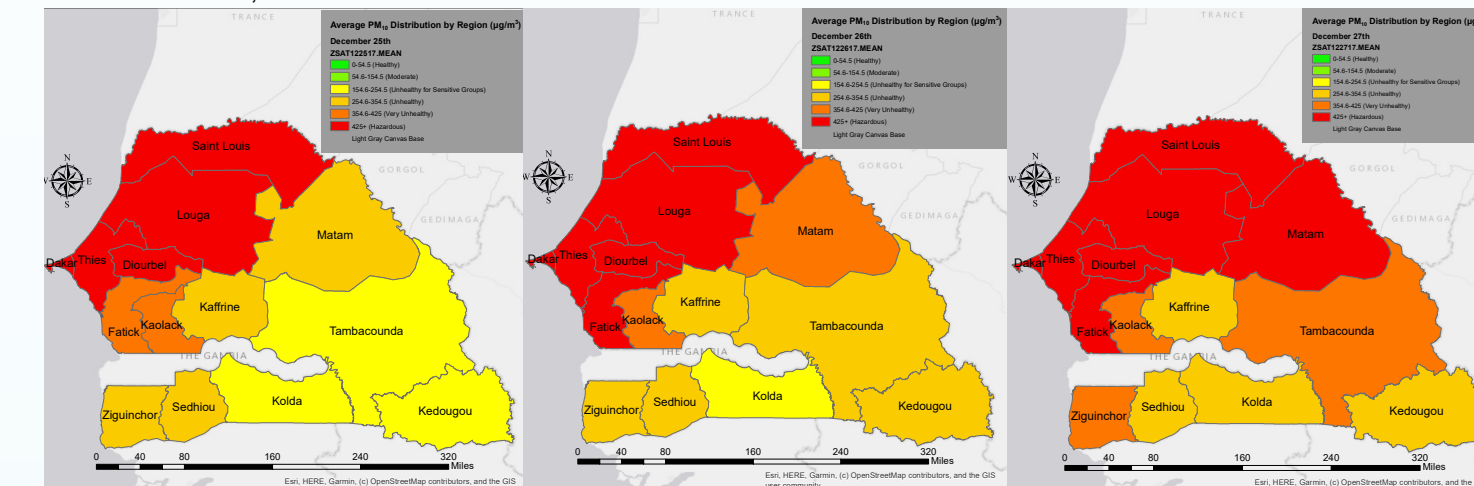 TRANCE
Average PM₁₀ Distribution by Region (µg/m³)
December 25th
ZSAT122517.MEAN
0-54.5 (Healthy)
54.6-154.5 (Moderate)
154.6-254.5 (Unhealthy for Sensitive Groups)
254.6-354.5 (Unhealthy)
354.6-425 (Very Unhealthy)
425+ (Hazardous)
Light Gray Canvas Base
N
W E
S
GORGOL
GEDIMAGA
Saint Louis
Louga
Matam
Dakar Thies
Diourbel
Kaffrine
Fatick
Kaolack
Tambacounda
THE GAMBIA
Ziguinchor
Sedhiou
Kolda
Kedougou
0 40 80 160 240 320
Miles
Esri, HERE, Garmin, (c) OpenStreetMap contributors, and the GIS
TRANCE
Average PM₁₀ Distribution by Region (µg/m³)
December 26th
ZSAT122617.MEAN
0-54.5 (Healthy)
54.6-154.5 (Moderate)
154.6-254.5 (Unhealthy for Sensitive Groups)
254.6-354.5 (Unhealthy)
354.6-425 (Very Unhealthy)
425+ (Hazardous)
Light Gray Canvas Base
N
W E
S
GORGOL
GEDIMAGA
Saint Louis
Louga
Matam
Dakar Thies
Diourbel
Kaffrine
Fatick
Kaolack
Tambacounda
THE GAMBIA
Ziguinchor
Sedhiou
Kolda
Kedougou
0 40 80 160 240 320
Miles
Esri, HERE, Garmin, (c) OpenStreetMap contributors, and the GIS
user community
TRANCE
Average PM₁₀ Distribution by Region (µg
December 27th
ZSAT122717.MEAN
0-54.5 (Healthy)
54.6-154.5 (Moderate)
154.6-254.5 (Unhealthy for Sensitive Groups)
254.6-354.5 (Unhealthy)
354.6-425 (Very Unhealthy)
425+ (Hazardous)
Light Gray Canvas Base
N
W E
S
GORGOL
GEDIMAGA
Saint Louis
Louga
Matam
Dakar Thies
Diourbel
Kaffrine
Fatick
Kaolack
Tambacounda
THE GAMBIA
Ziguinchor
Sedhiou
Kolda
Kedougou
0 40 80 160 240 320
Miles
Esri, HERE, Garmin, (c) OpenStreetMap contributors, and the